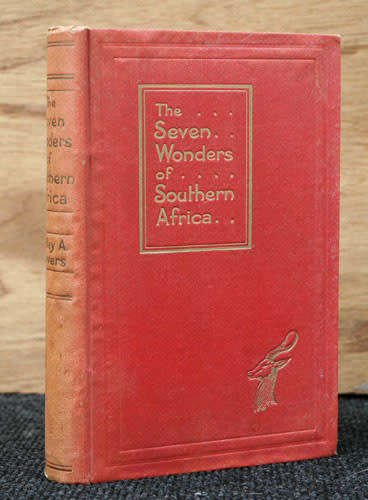 The . . .
Seven . .
Wonders
of . . . .
Southern
Africa . .
The
Seven
Wonders
of
Southern
Africa